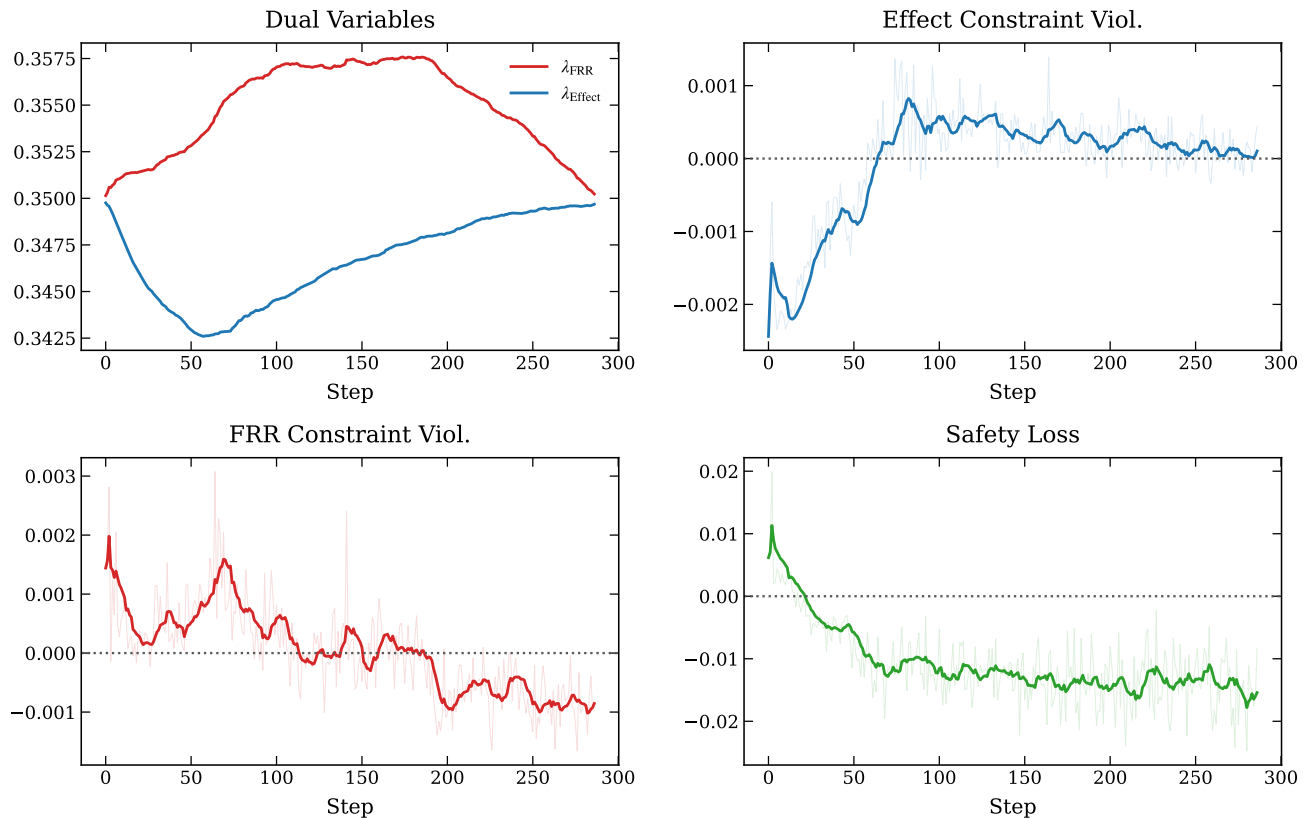 Dual Variables
0.3575
0.3550
0.3525
0.3500
0.3475
0.3450
0.3425
λFRR
λEffect
0 50 100 150 200 250 300
Step
Effect Constraint Viol.
0.001
0.000
−0.001
−0.002
0 50 100 150 200 250 300
Step
FRR Constraint Viol.
0.003
0.002
0.001
0.000
−0.001
0 50 100 150 200 250 300
Step
Safety Loss
0.02
0.01
0.00
−0.01
−0.02
0 50 100 150 200 250 300
Step